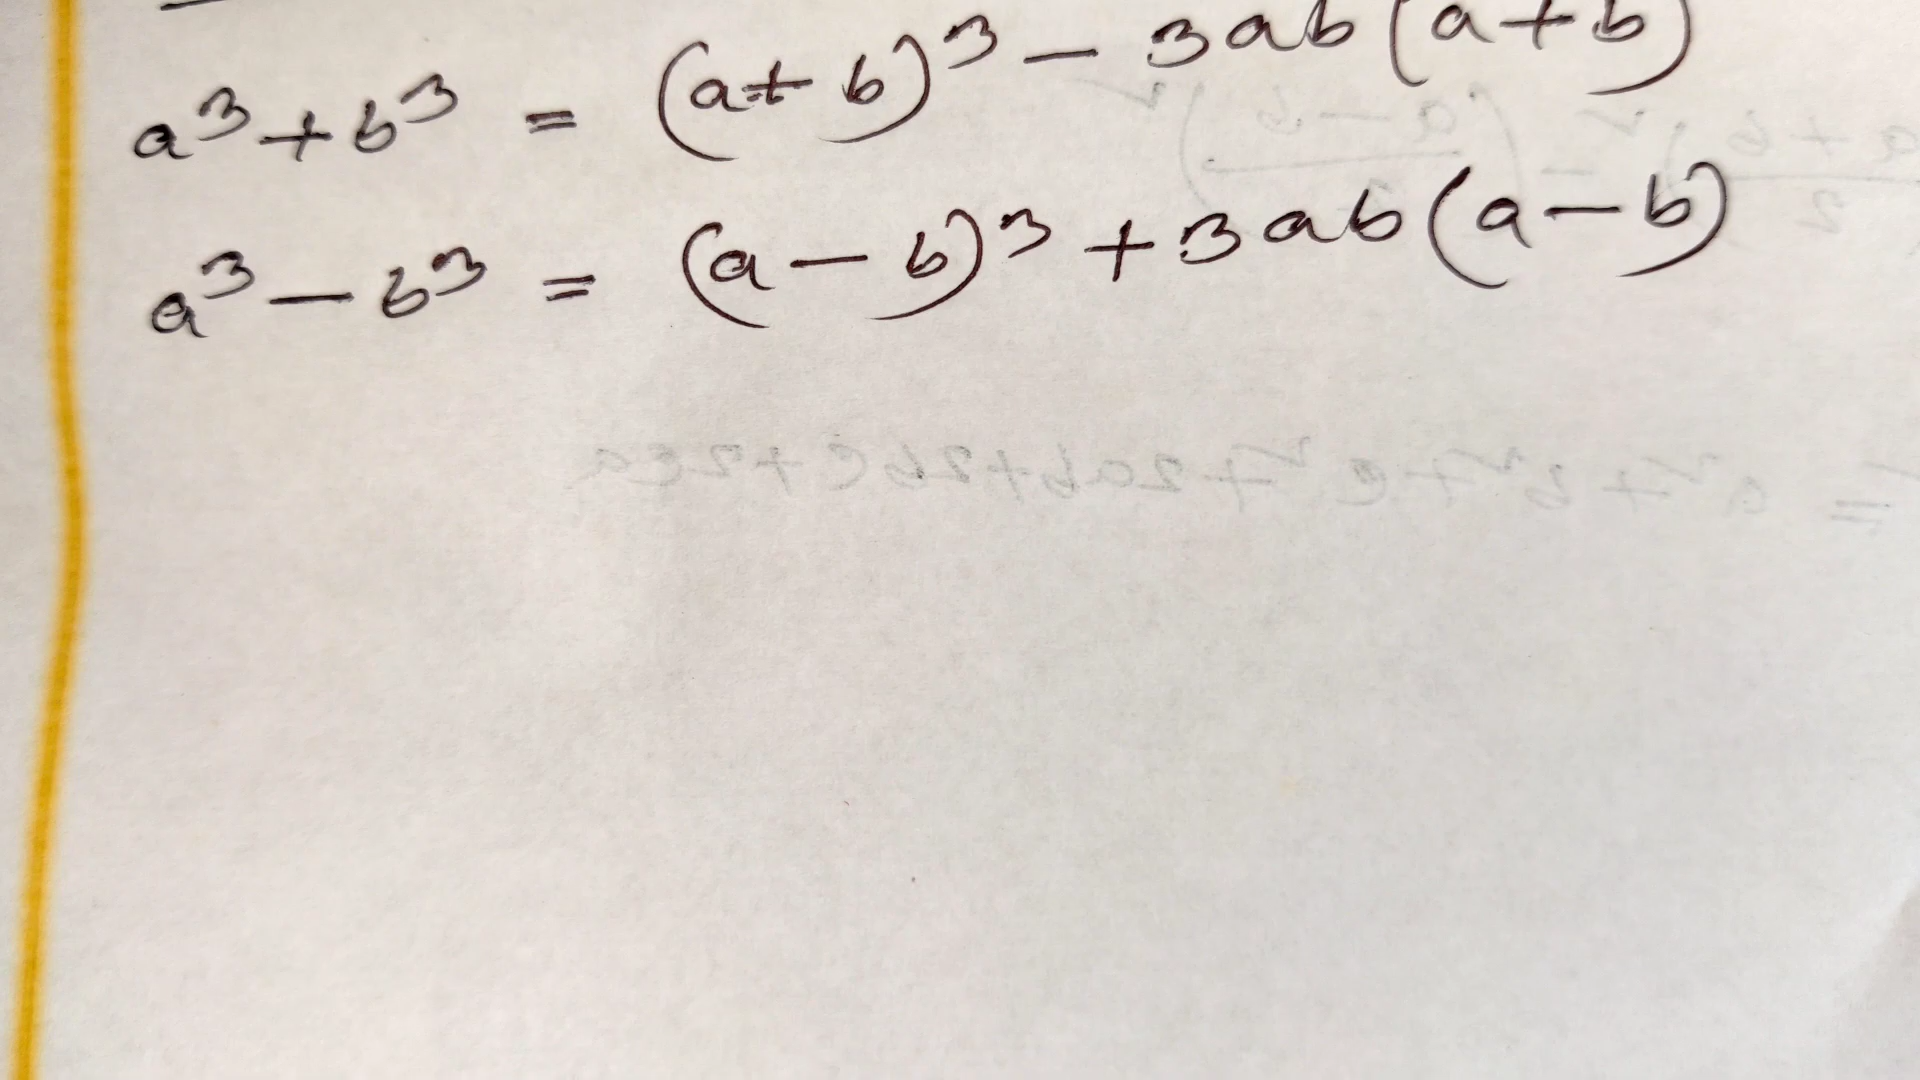 a³+b³ = (a+b)³ − 3ab(a+b)
a³−b³ = (a−b)³+3ab(a−b)